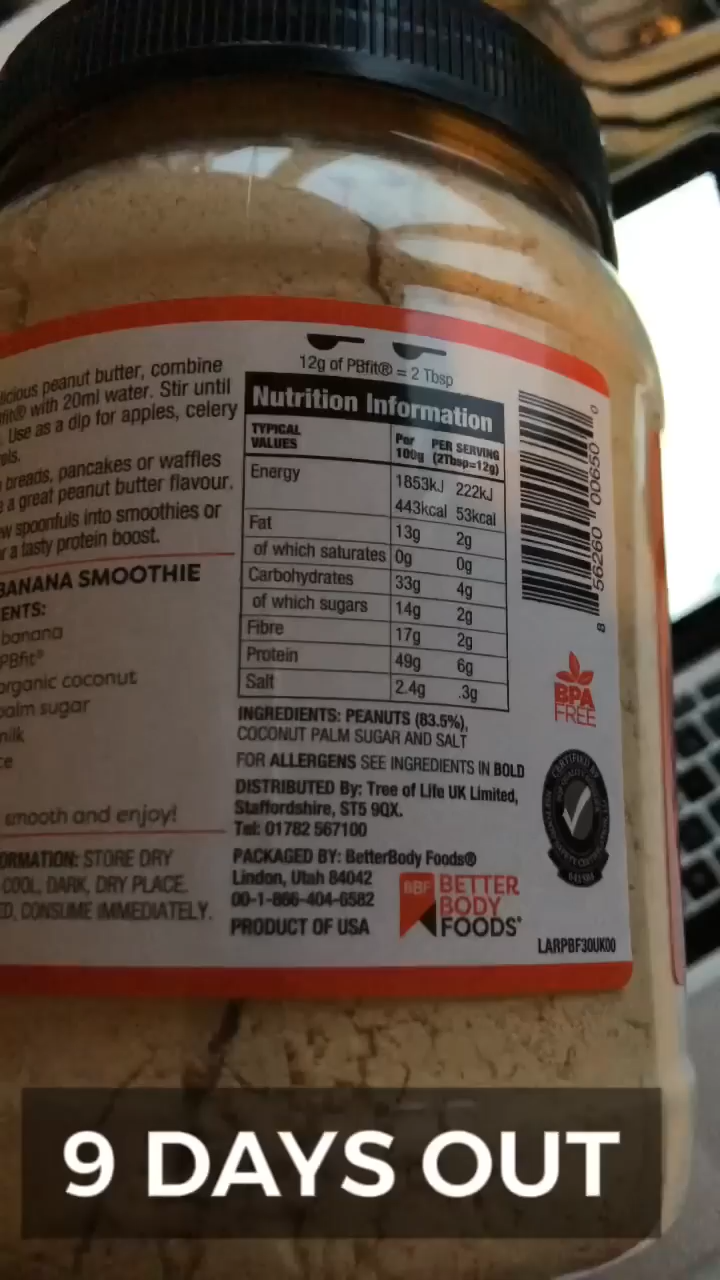 12g of PBfit® = 2 Tbsp
licious peanut butter, combine
fit® with 20ml water. Stir until
Use as a dip for apples, celery
breads, pancakes or waffles
a great peanut butter flavour.
spoonfuls into smoothies or
r a tasty protein boost.
BANANA SMOOTHIE
ENTS:
banana
PBfit®
organic coconut
palm sugar
smooth and enjoy!
ORMATION: STORE DRY
COOL, DARK, DRY PLACE.
ED, CONSUME IMMEDIATELY.
Nutrition Information
TYPICAL VALUES Per 100g PER SERVING (2Tbsp=12g)
Energy 1853kJ 222kJ
443kcal 53kcal
Fat 13g 2g
of which saturates 0g 0g
Carbohydrates 33g 4g
of which sugars 14g 2g
Fibre 17g 2g
Protein 49g 6g
Salt 2.4g .3g
INGREDIENTS: PEANUTS (83.5%),
COCONUT PALM SUGAR AND SALT
FOR ALLERGENS SEE INGREDIENTS IN BOLD
DISTRIBUTED By: Tree of Life UK Limited,
Staffordshire, ST5 9QX.
Tel: 01782 567100
PACKAGED BY: BetterBody Foods®
Lindon, Utah 84042
00-1-866-404-6582
PRODUCT OF USA
8 56260 00650 0
BPA
FREE
CERTIFIED BY
BBF BETTER
BODY
FOODS®
LARPBF30UK00
9 DAYS OUT